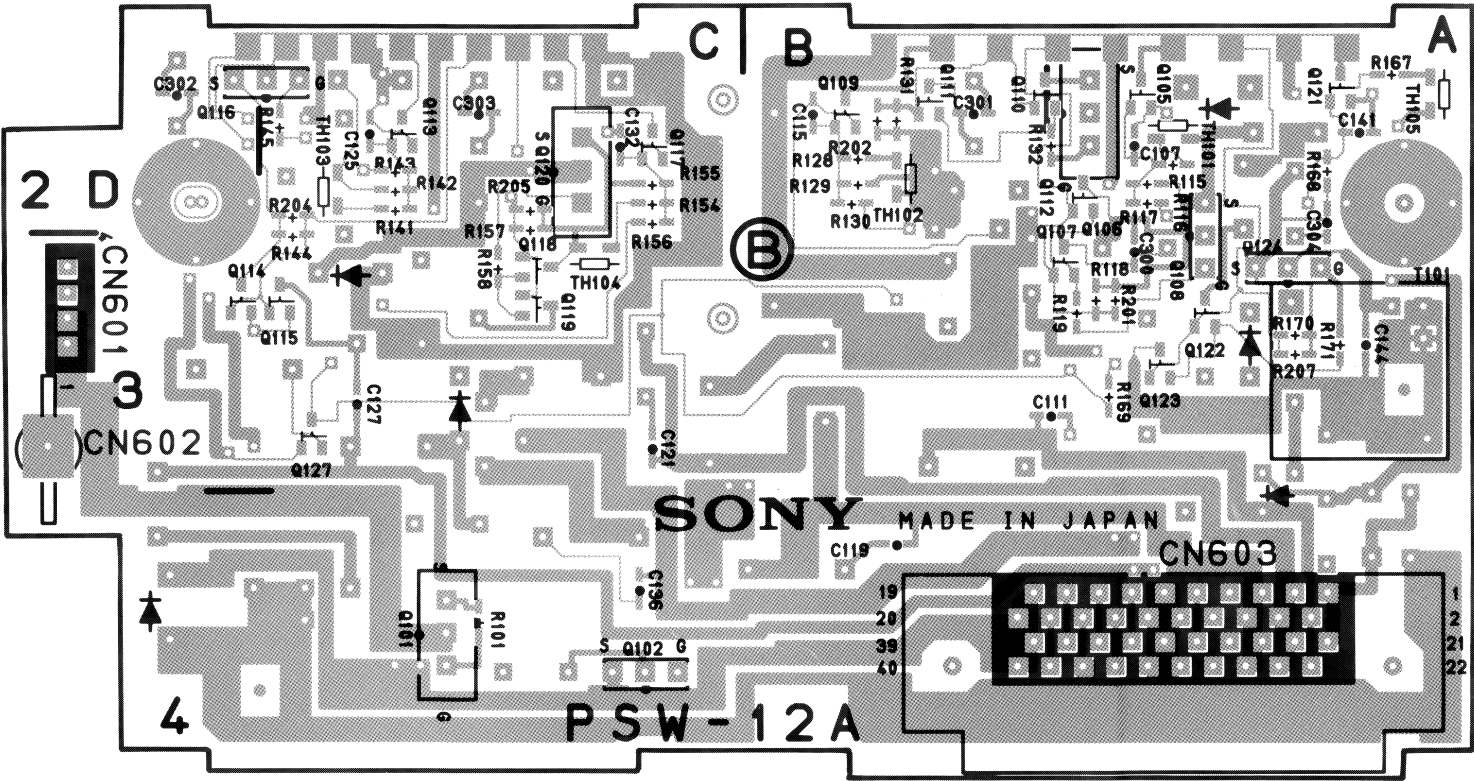 C B A
C302 S G Q116 R145 TH103 C125 Q113 C303 S Q120 G C132 Q117
Q109 R131 Q111 C301 Q110 S Q105 TH101 Q121 R167 TH105 C141
C115 R202 R132 C107
R143 R142 R141 R205 R155 R154 R156
R128 R129 R130 TH102 Q112 G R115 R117 R116 S R168 C304
2 D
R204 R144 R157 Q118 R158 TH104 Q119
Q107 Q106 C300 R118 Q108 G Q124 S G T101
4 CN601 1
Q114 Q115
B
R119 R201 Q122 R170 R171 C144 R207
3
C127 R169 Q123 C111
CN602
Q127 C121
SONY MADE IN JAPAN
C119 CN603
S Q101 R101 G C136
19 1
20 2
39 21
40 22
S Q102 G
4
PSW-12A